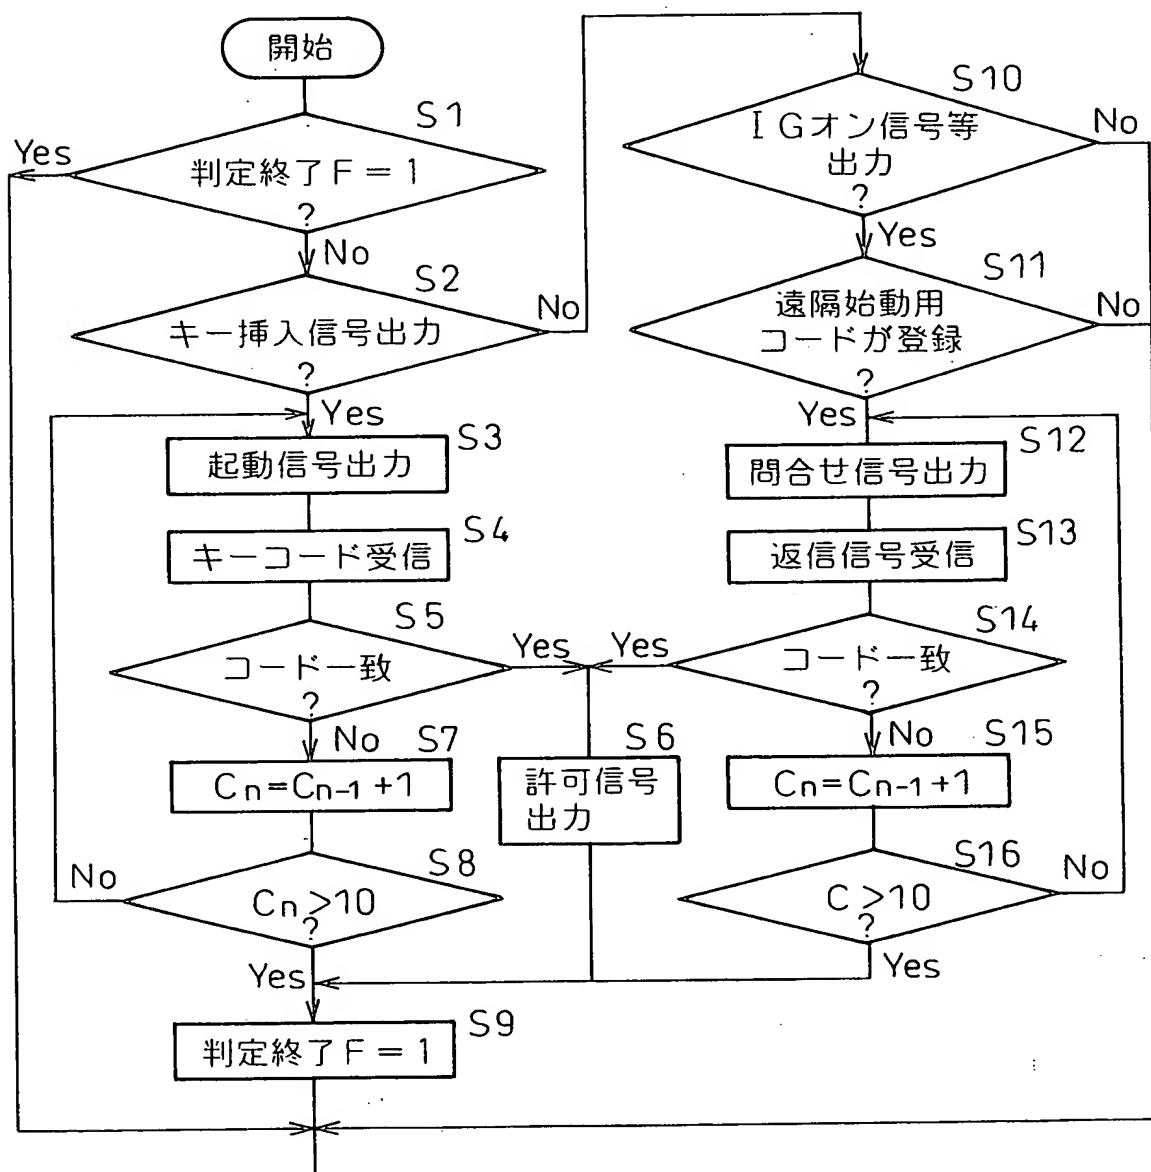 開始
S1
Yes
判定終了F=1
?
No
S2
キー挿入信号出力
?
No
Yes
S3
起動信号出力
S4
キーコード受信
S5
コード一致
?
Yes
No
S7
Cn=Cn-1+1
S8
No
Cn>10
?
Yes
S9
判定終了F=1
S6
許可信号
出力
S10
IGオン信号等
出力
?
No
Yes
S11
遠隔始動用
コードが登録
?
No
Yes
S12
問合せ信号出力
S13
返信信号受信
S14
Yes
コード一致
?
No
S15
Cn=Cn-1+1
S16
C>10
?
No
Yes